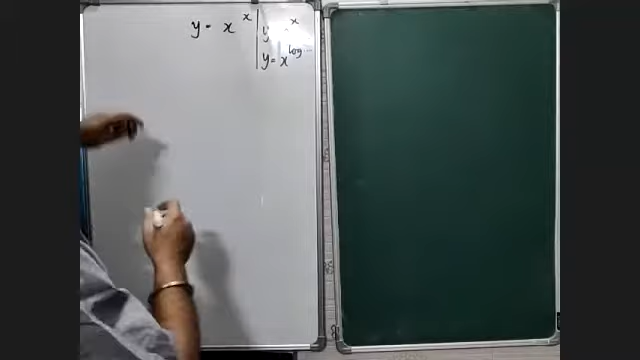 y = x^x
y x
y = x^log